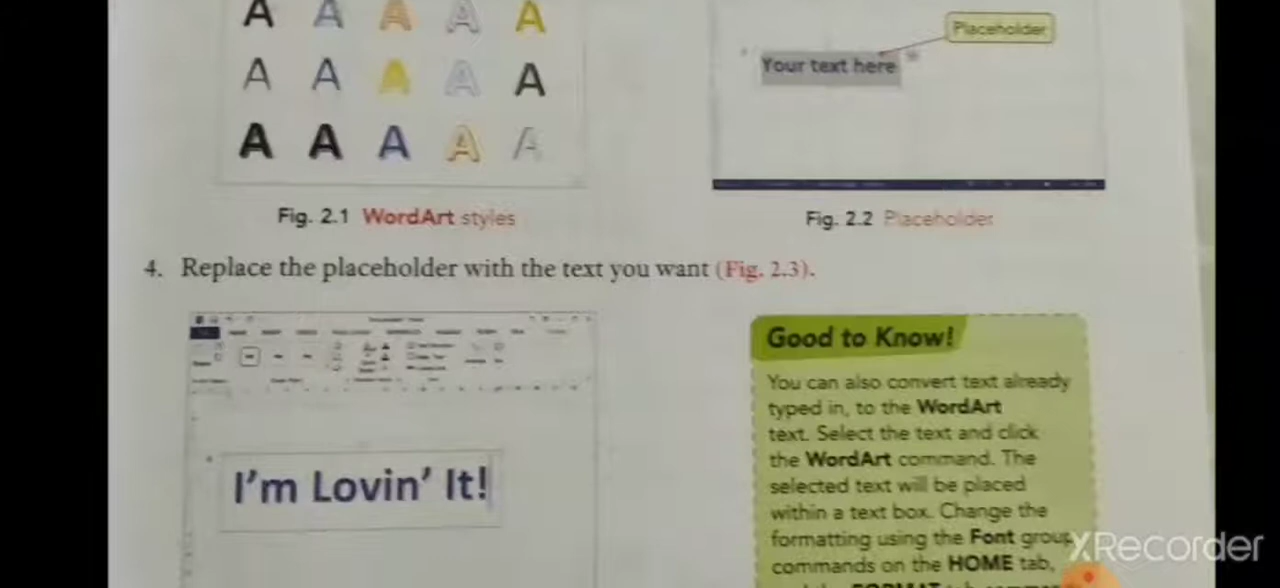 A A A A A
Placeholder
Your text here
A A A A A
A A A A A
Fig. 2.1 WordArt styles
Fig. 2.2 Placeholder
4. Replace the placeholder with the text you want (Fig. 2.3).
I'm Lovin' It!
Good to Know!
You can also convert text already
typed in, to the WordArt
text. Select the text and click
the WordArt command. The
selected text will be placed
within a text box. Change the
formatting using the Font group
commands on the HOME tab,
XRecorder